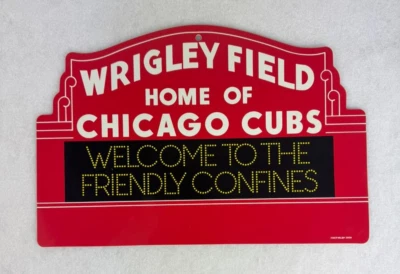 WRIGLEY FIELD
HOME OF
CHICAGO CUBS
WELCOME TO THE
FRIENDLY CONFINES